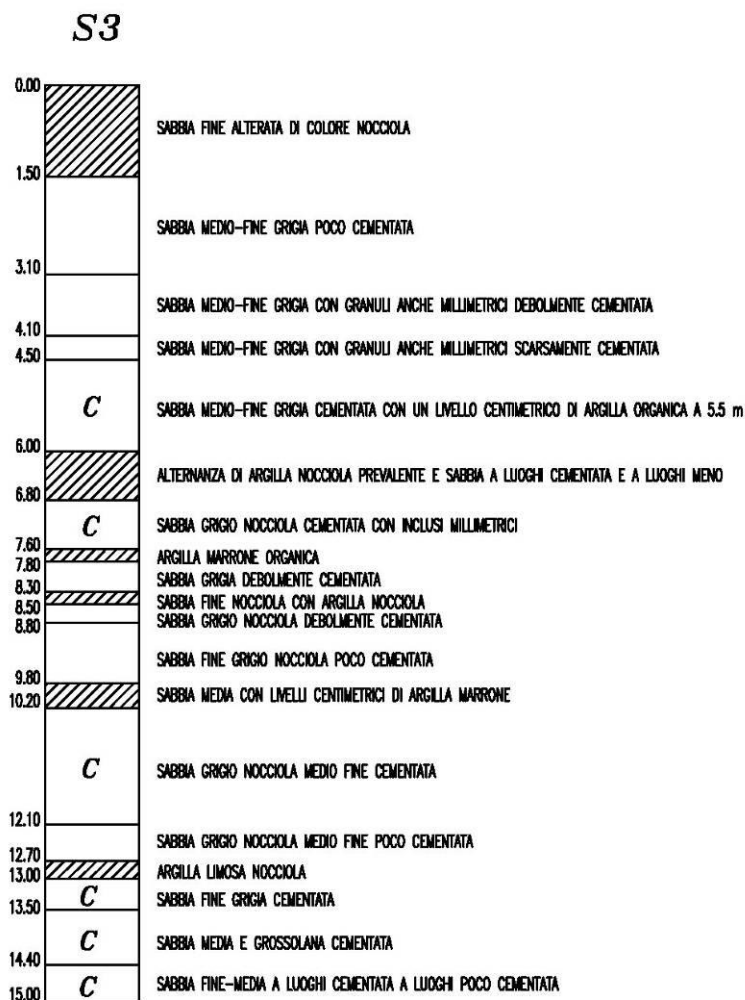 S3
0.00
SABBIA FINE ALTERATA DI COLORE NOCCIOLA
1.50
SABBIA MEDIO-FINE GRIGIA POCO CEMENTATA
3.10
SABBIA MEDIO-FINE GRIGIA CON GRANULI ANCHE MILLIMETRICI DEBOLMENTE CEMENTATA
4.10
SABBIA MEDIO-FINE GRIGIA CON GRANULI ANCHE MILLIMETRICI SCARSAMENTE CEMENTATA
4.50
C SABBIA MEDIO-FINE GRIGIA CEMENTATA CON UN LIVELLO CENTIMETRICO DI ARGILLA ORGANICA A 5.5 m
6.00
ALTERNANZA DI ARGILLA NOCCIOLA PREVALENTE E SABBIA A LUOGHI CEMENTATA E A LUOGHI MENO
6.80
C SABBIA GRIGIO NOCCIOLA CEMENTATA CON INCLUSI MILLIMETRICI
7.60
ARGILLA MARRONE ORGANICA
7.80
SABBIA GRIGIA DEBOLMENTE CEMENTATA
8.30
SABBIA FINE NOCCIOLA CON ARGILLA NOCCIOLA
8.50
SABBIA GRIGIO NOCCIOLA DEBOLMENTE CEMENTATA
8.80
SABBIA FINE GRIGIO NOCCIOLA POCO CEMENTATA
9.80
SABBIA MEDIA CON LIVELLI CENTIMETRICI DI ARGILLA MARRONE
10.20
C SABBIA GRIGIO NOCCIOLA MEDIO FINE CEMENTATA
12.10
SABBIA GRIGIO NOCCIOLA MEDIO FINE POCO CEMENTATA
12.70
ARGILLA LIMOSA NOCCIOLA
13.00
C SABBIA FINE GRIGIA CEMENTATA
13.50
C SABBIA MEDIA E GROSSOLANA CEMENTATA
14.40
C SABBIA FINE-MEDIA A LUOGHI CEMENTATA A LUOGHI POCO CEMENTATA
15.00